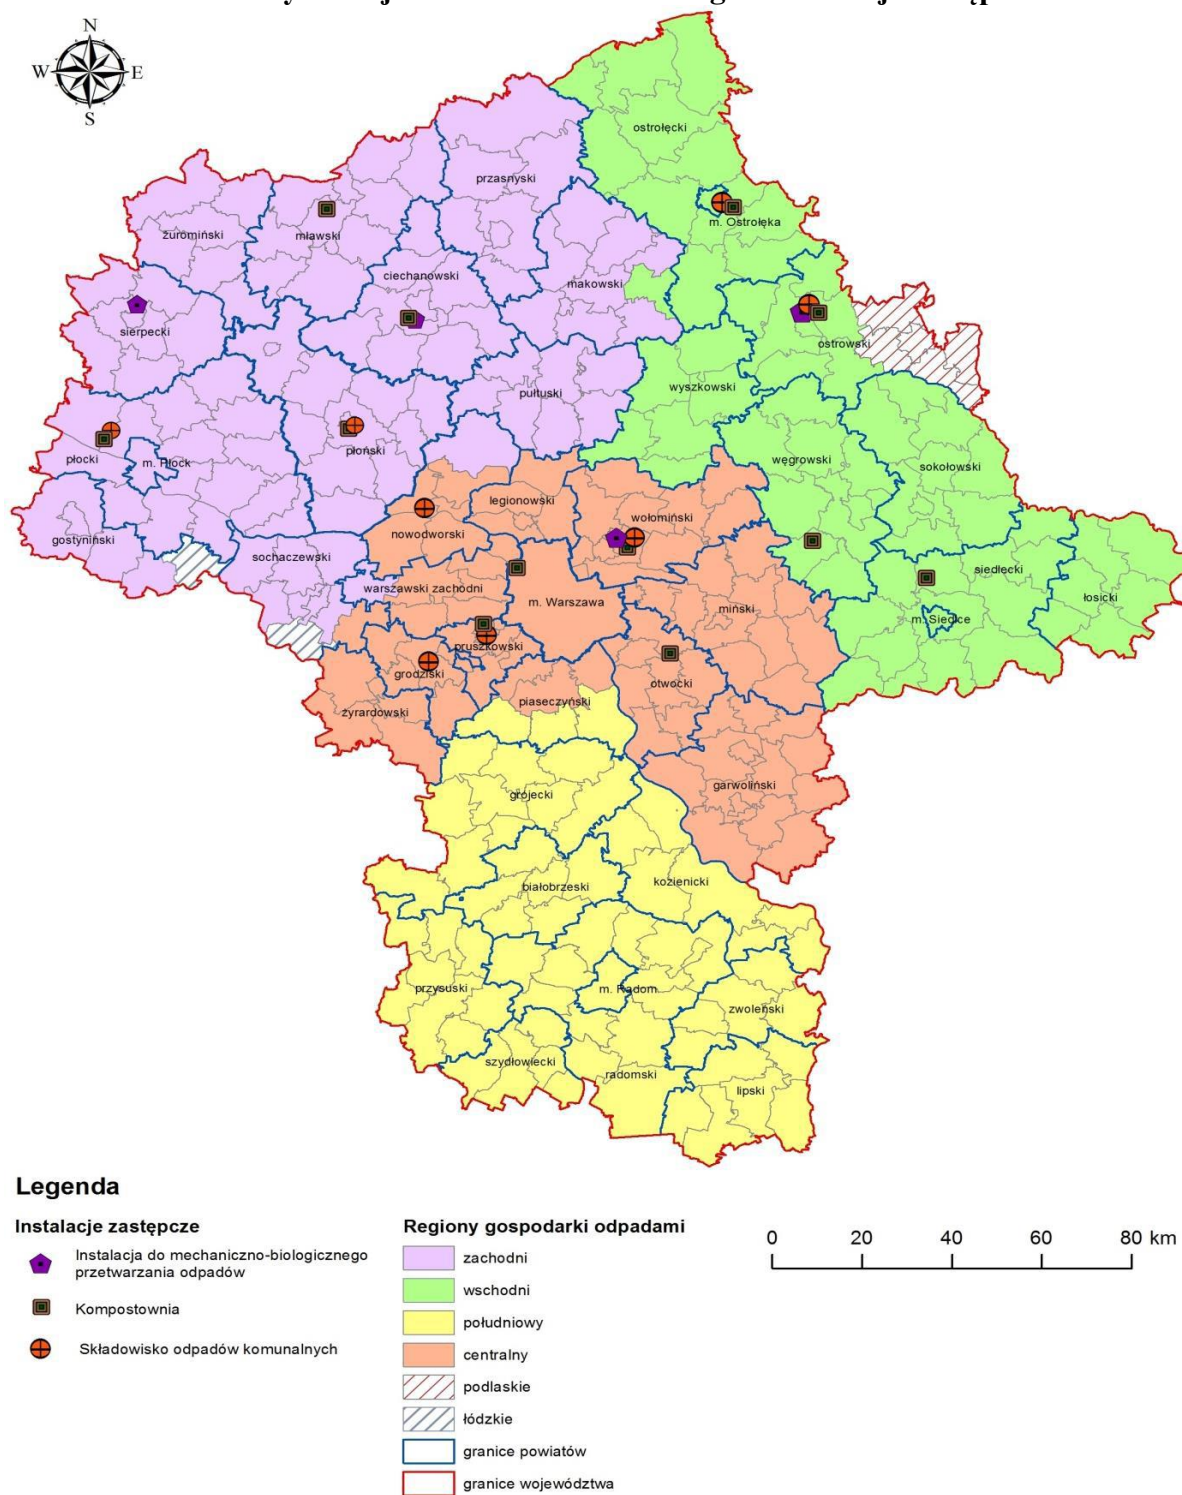 N
W E
S
ostrołęcki
przasnyski
m. Ostrołęka
żuromiński
mławski
ciechanowski
makowski
sierpecki
ostrowski
wyszkowski
pułtuski
płoński
węgrowski
sokołowski
płocki
m. Płock
legionowski
wołomiński
nowodworski
gostyniński
sochaczewski
siedlecki
warszawski zachodni
łosicki
m. Warszawa
miński
m. Siedlce
pruszkowski
grodziski
otwocki
żyrardowski
piaseczyński
garwoliński
grójecki
białobrzeski
kozienicki
przysuski
m. Radom
zwoleński
szydłowiecki
radomski
lipski
Legenda
Instalacje zastępcze
Instalacja do mechaniczno-biologicznego
przetwarzania odpadów
Kompostownia
Składowisko odpadów komunalnych
Regiony gospodarki odpadami
zachodni
wschodni
południowy
centralny
podlaskie
łódzkie
granice powiatów
granice województwa
0 20 40 60 80 km